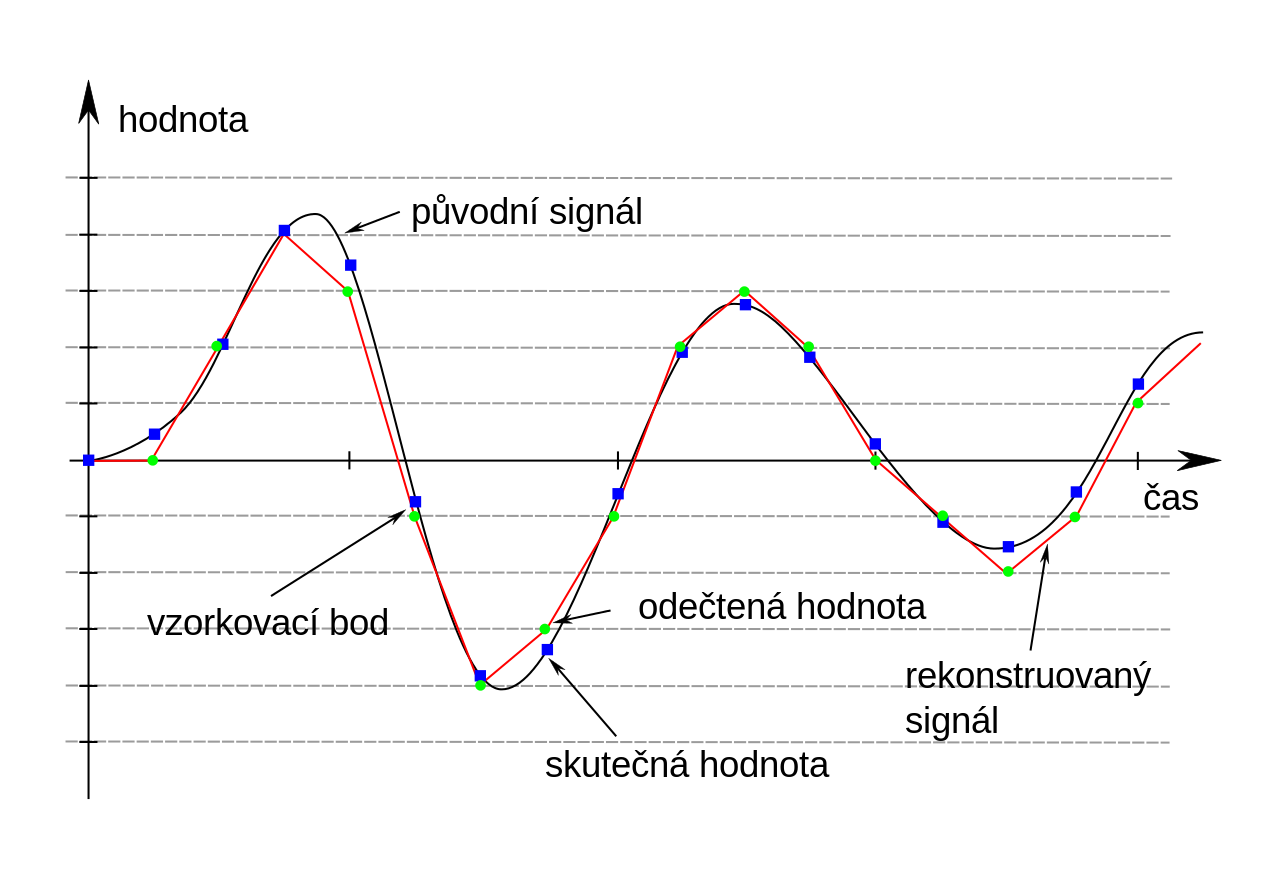 hodnota
původní signál
čas
vzorkovací bod
odečtená hodnota
rekonstruovaný
signál
skutečná hodnota